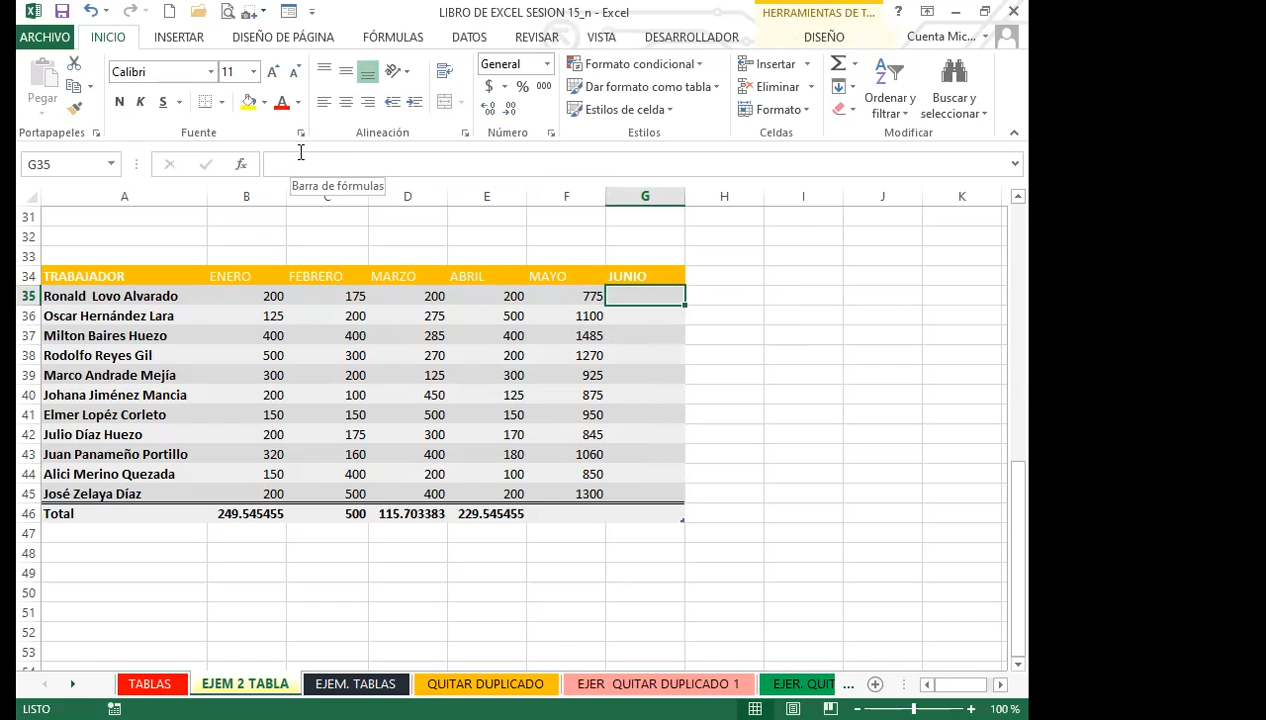 LIBRO DE EXCEL SESION 15_n - Excel
HERRAMIENTAS DE T...
ARCHIVO INICIO INSERTAR DISEÑO DE PÁGINA FÓRMULAS DATOS REVISAR VISTA DESARROLLADOR DISEÑO Cuenta Mic...
Pegar
Calibri 11
General
Formato condicional
Insertar
N K S
$ % 000
Dar formato como tabla
Eliminar
Ordenar y filtrar
Buscar y seleccionar
Estilos de celda
Formato
Portapapeles Fuente Alineación Número Estilos Celdas Modificar
G35 fx
Barra de fórmulas
A B C D E F G H I J K
31
32
33
34 TRABAJADOR ENERO FEBRERO MARZO ABRIL MAYO JUNIO
35 Ronald Lovo Alvarado 200 175 200 200 775
36 Oscar Hernández Lara 125 200 275 500 1100
37 Milton Baires Huezo 400 400 285 400 1485
38 Rodolfo Reyes Gil 500 300 270 200 1270
39 Marco Andrade Mejía 300 200 125 300 925
40 Johana Jiménez Mancia 200 100 450 125 875
41 Elmer Lopéz Corleto 150 150 500 150 950
42 Julio Díaz Huezo 200 175 300 170 845
43 Juan Panameño Portillo 320 160 400 180 1060
44 Alici Merino Quezada 150 400 200 100 850
45 José Zelaya Díaz 200 500 400 200 1300
46 Total 249.545455 500 115.703383 229.545455
47
48
49
50
51
52
53
54
TABLAS EJEM 2 TABLA EJEM. TABLAS QUITAR DUPLICADO EJER QUITAR DUPLICADO 1 EJER. QUIT ...
LISTO 100 %